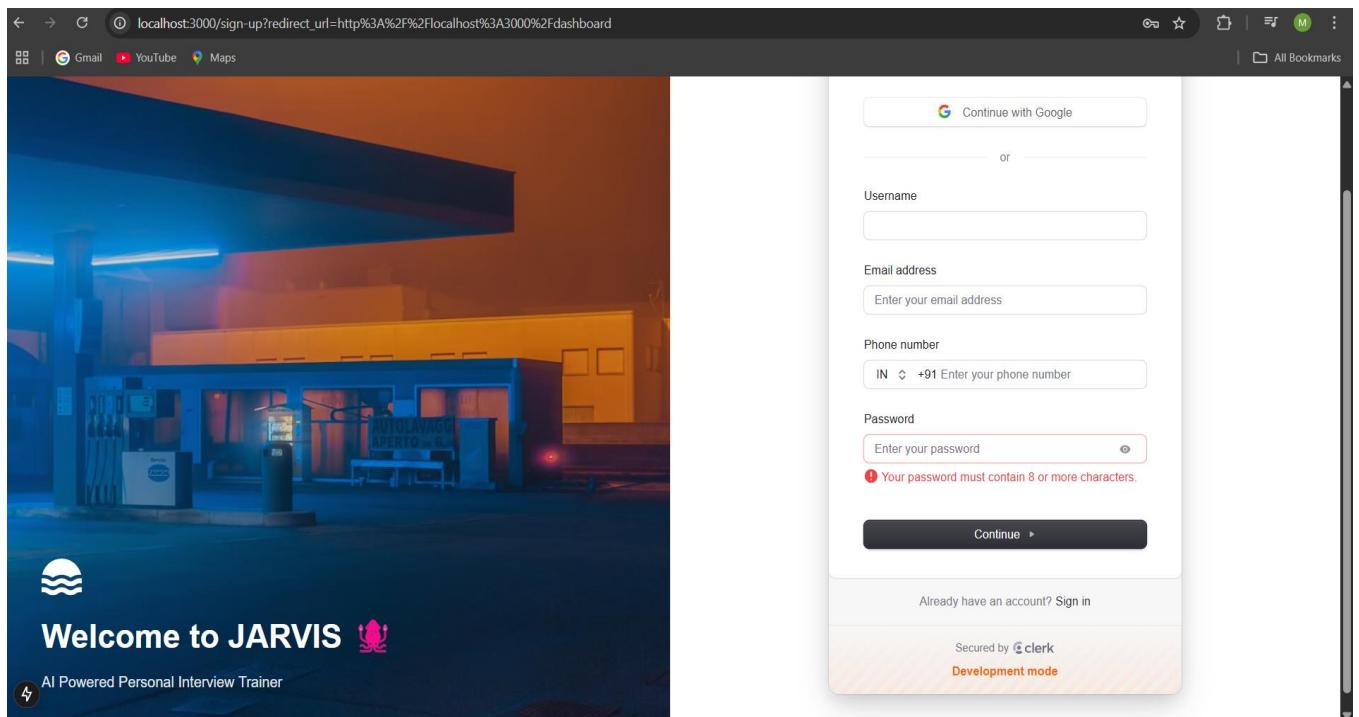 localhost:3000/sign-up?redirect_url=http%3A%2F%2Flocalhost%3A3000%2Fdashboard
M
Gmail
YouTube
Maps
All Bookmarks
Continue with Google
or
Username
Email address
Enter your email address
Phone number
IN +91 Enter your phone number
Password
Enter your password
Your password must contain 8 or more characters.
Continue
Already have an account? Sign in
Secured by clerk
Development mode
AUTOLAVAGG
APERTO
Welcome to JARVIS
AI Powered Personal Interview Trainer